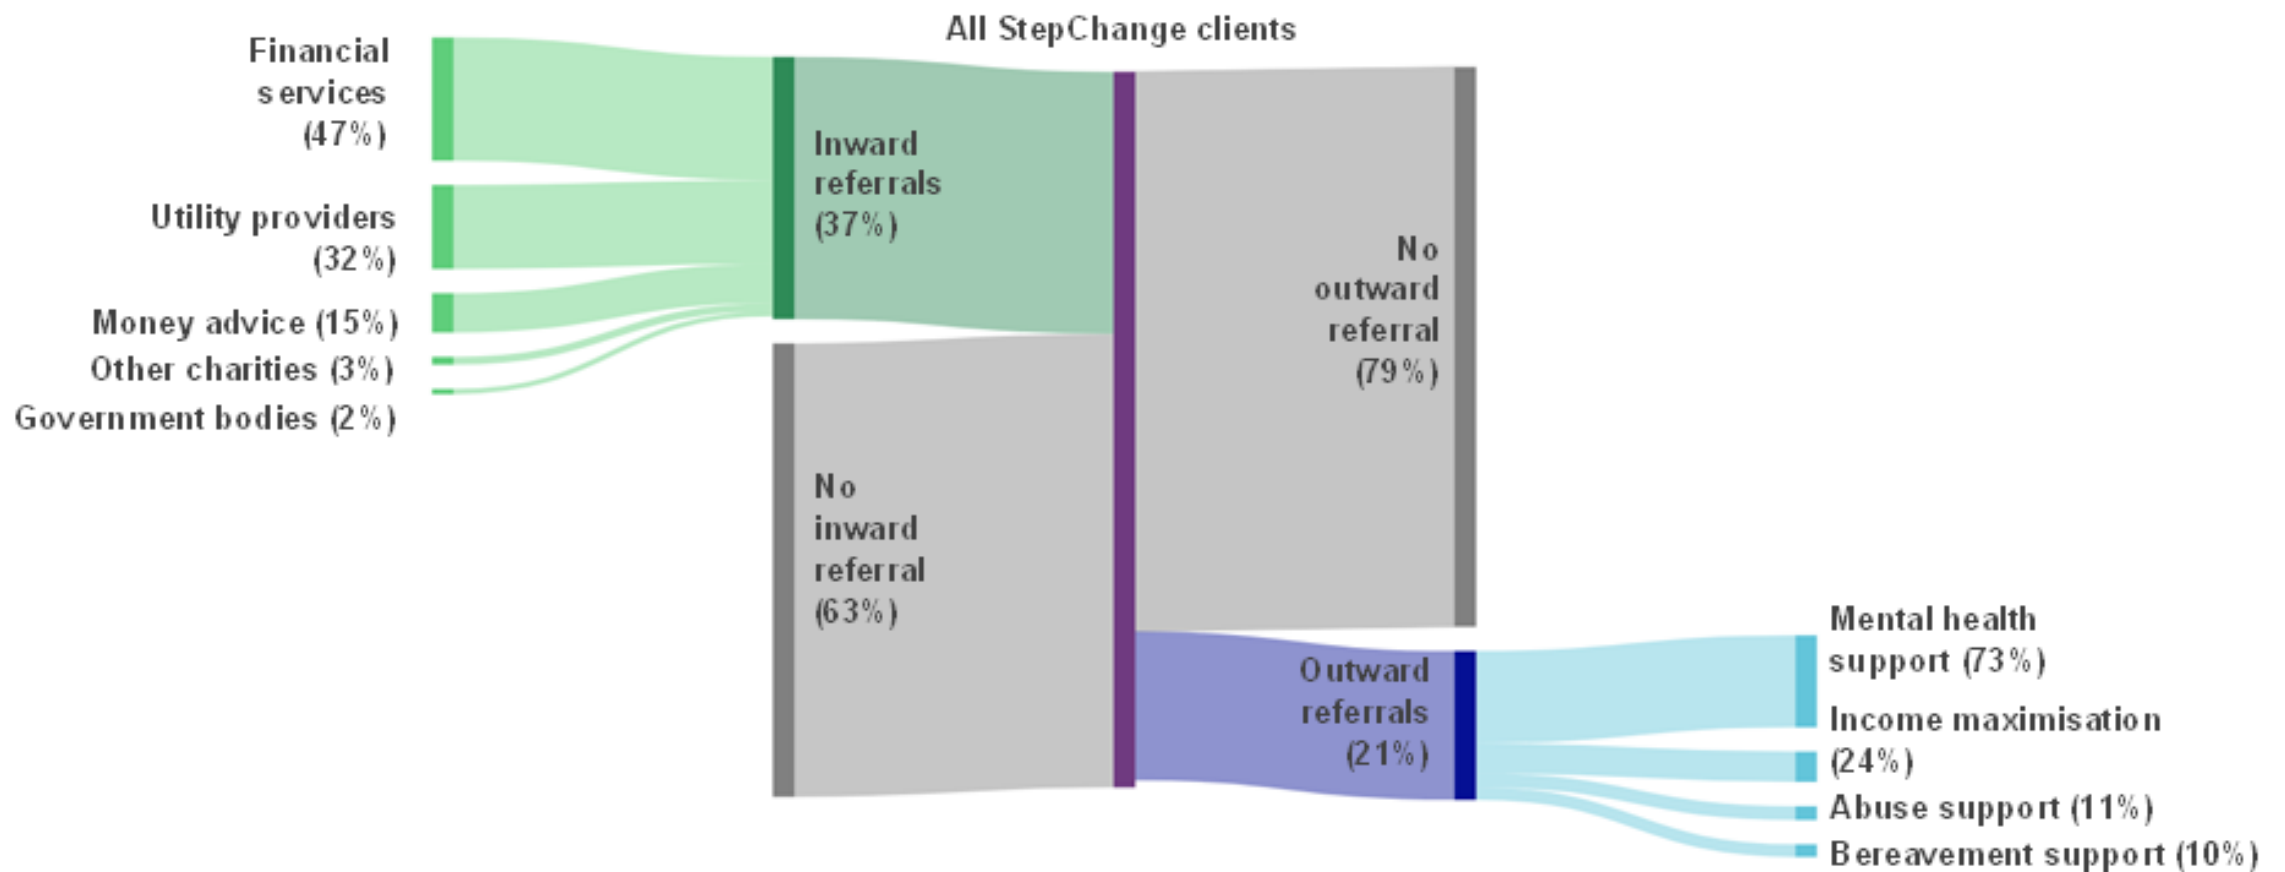 All StepChange clients
Financial
services
(47%)
Utility providers
(32%)
Money advice (15%)
Other charities (3%)
Government bodies (2%)
Inward
referrals
(37%)
No
inward
referral
(63%)
No
outward
referral
(79%)
Outward
referrals
(21%)
Mental health
support (73%)
Income maximisation
(24%)
Abuse support (11%)
Bereavement support (10%)